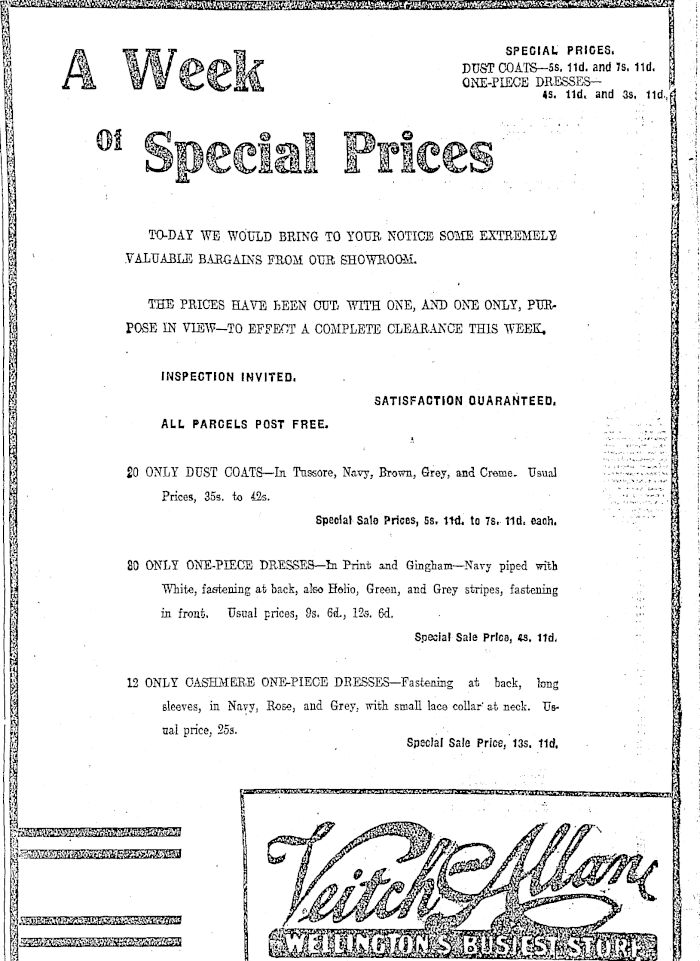 A Week
Of Special Prices
SPECIAL PRICES.
DUST COATS—5s. 11d. and 7s. 11d.
ONE-PIECE DRESSES—
4s. 11d. and 3s. 11d.
TO-DAY WE WOULD BRING TO YOUR NOTICE SOME EXTREMELY
VALUABLE BARGAINS FROM OUR SHOWROOM.
THE PRICES HAVE BEEN CUT WITH ONE, AND ONE ONLY, PUR-
POSE IN VIEW—TO EFFECT A COMPLETE CLEARANCE THIS WEEK.
INSPECTION INVITED.
SATISFACTION GUARANTEED.
ALL PARCELS POST FREE.
20 ONLY DUST COATS—In Tussore, Navy, Brown, Grey, and Creme. Usual
Prices, 35s. to 42s.
Special Sale Prices, 5s. 11d. to 7s. 11d. each.
80 ONLY ONE-PIECE DRESSES—In Print and Gingham—Navy piped with
White, fastening at back, also Helio, Green, and Grey stripes, fastening
in front. Usual prices, 9s. 6d., 12s. 6d.
Special Sale Price, 4s. 11d.
12 ONLY CASHMERE ONE-PIECE DRESSES—Fastening at back, long
sleeves, in Navy, Rose, and Grey, with small lace collar at neck. Us-
ual price, 25s.
Special Sale Price, 13s. 11d.
Veitch and Allan
WELLINGTON'S BUSIEST STORE